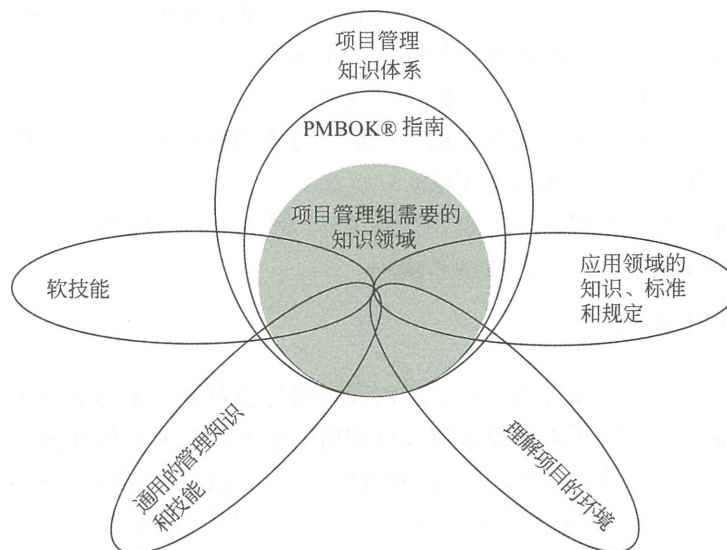 项目管理
知识体系
PMBOK® 指南
项目管理组需要的
知识领域
软技能
应用领域的
知识、标准
和规定
通用的管理知识
和技能
理解项目的环境